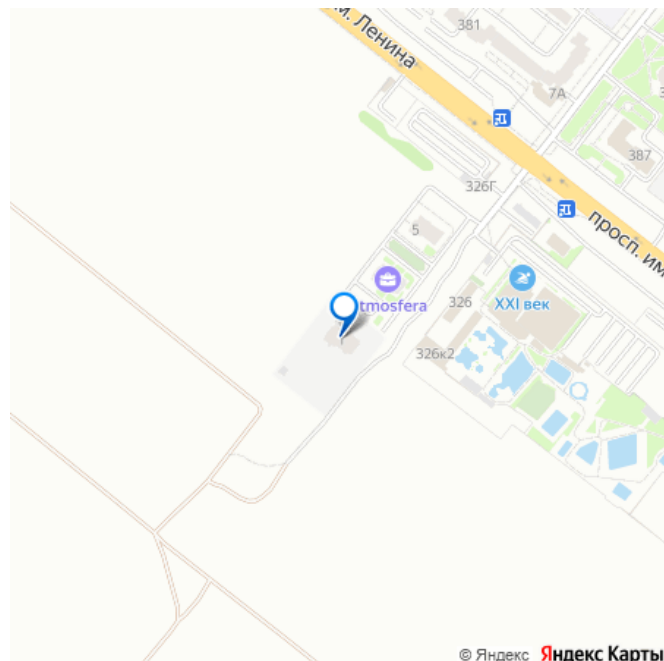 381
м. Ленина
7А
387
326Г
просп. им
5
tmosfera
326
XXI век
326к2
© Яндекс Яндекс Карты